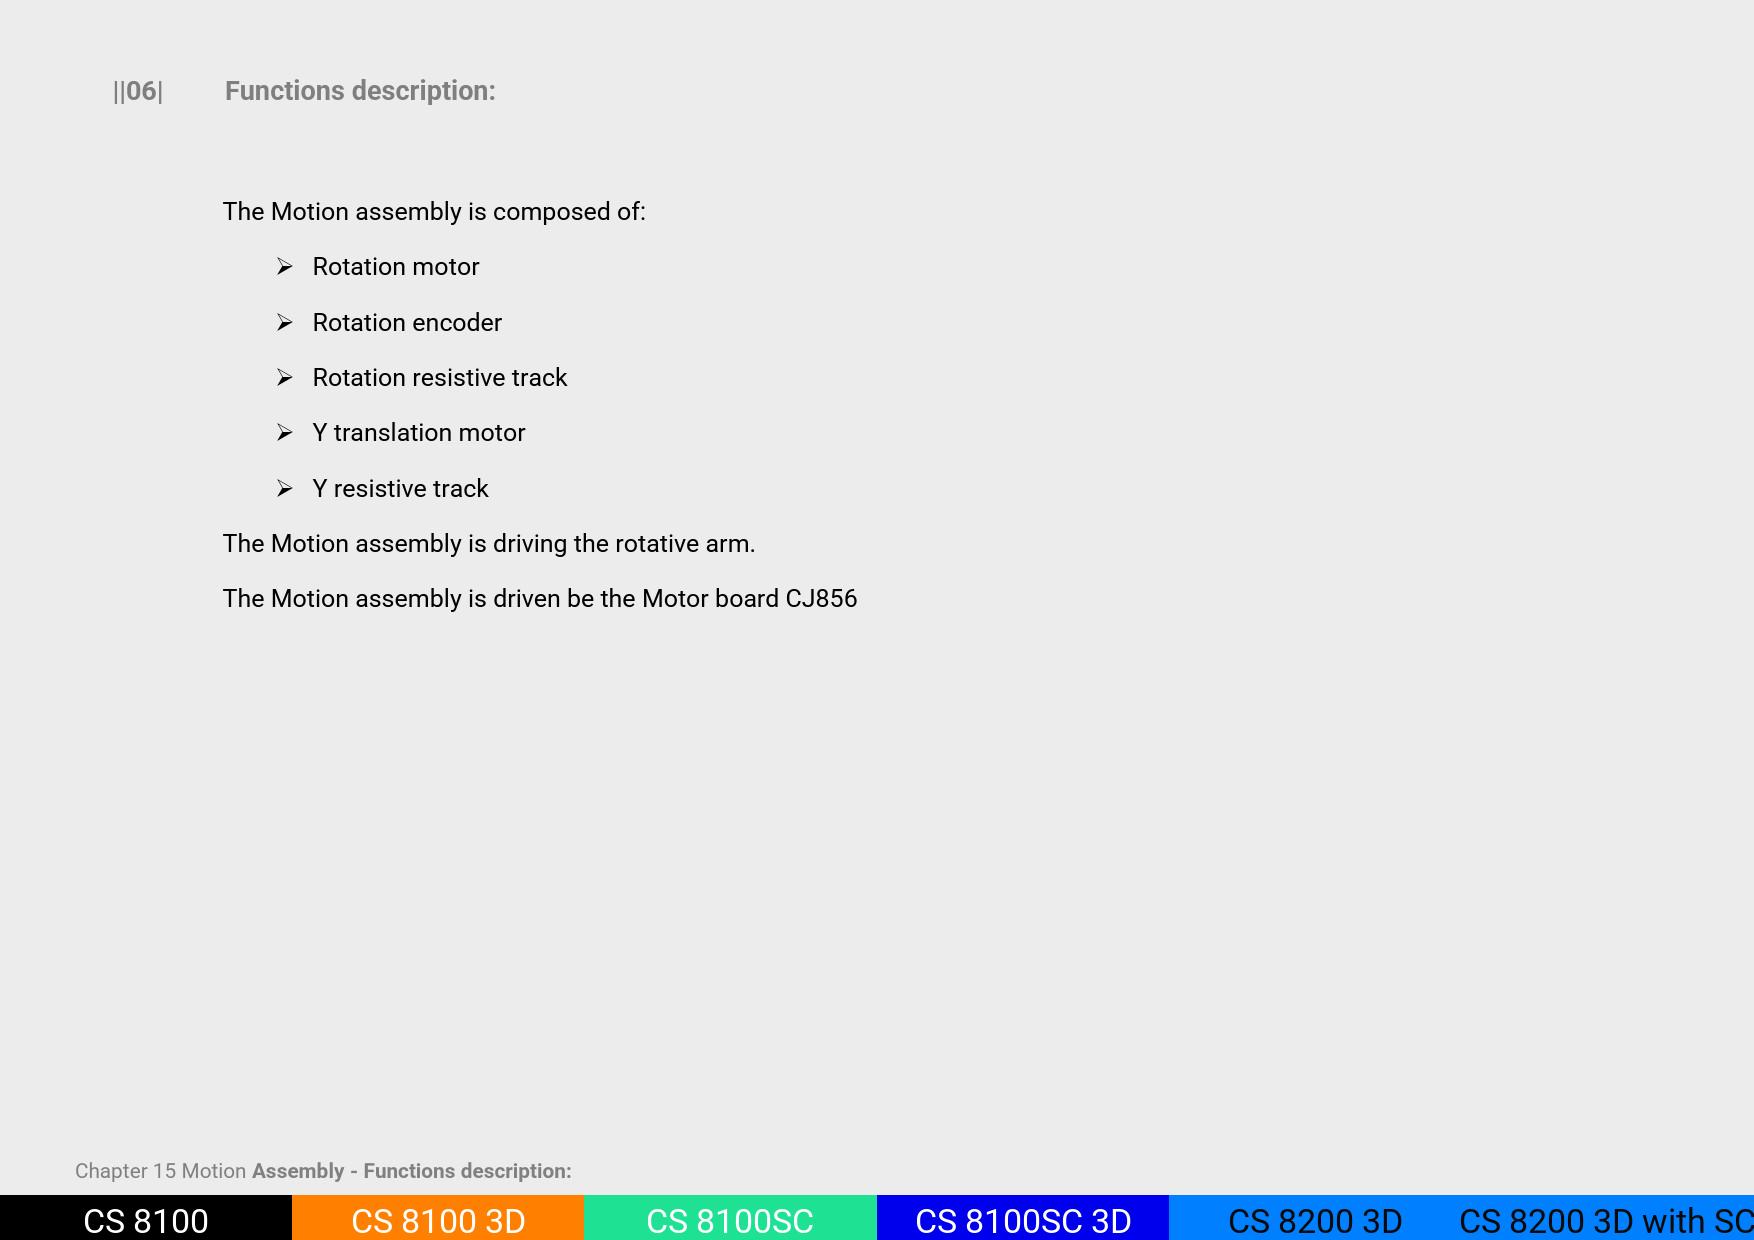 ||06| Functions description:
The Motion assembly is composed of:
➢ Rotation motor
➢ Rotation encoder
➢ Rotation resistive track
➢ Y translation motor
➢ Y resistive track
The Motion assembly is driving the rotative arm.
The Motion assembly is driven be the Motor board CJ856
Chapter 15 Motion Assembly - Functions description:
CS 8100 CS 8100 3D CS 8100SC CS 8100SC 3D CS 8200 3D CS 8200 3D with SC